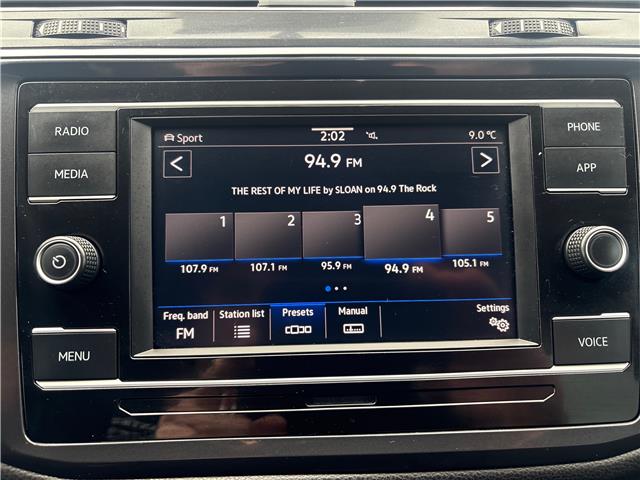 RADIO
MEDIA
MENU
PHONE
APP
VOICE
Sport 2:02 9.0 °C
94.9 FM
THE REST OF MY LIFE by SLOAN on 94.9 The Rock
1 2 3 4 5
107.9 FM 107.1 FM 95.9 FM 94.9 FM 105.1 FM
Freq. band Station list Presets Manual Settings
FM